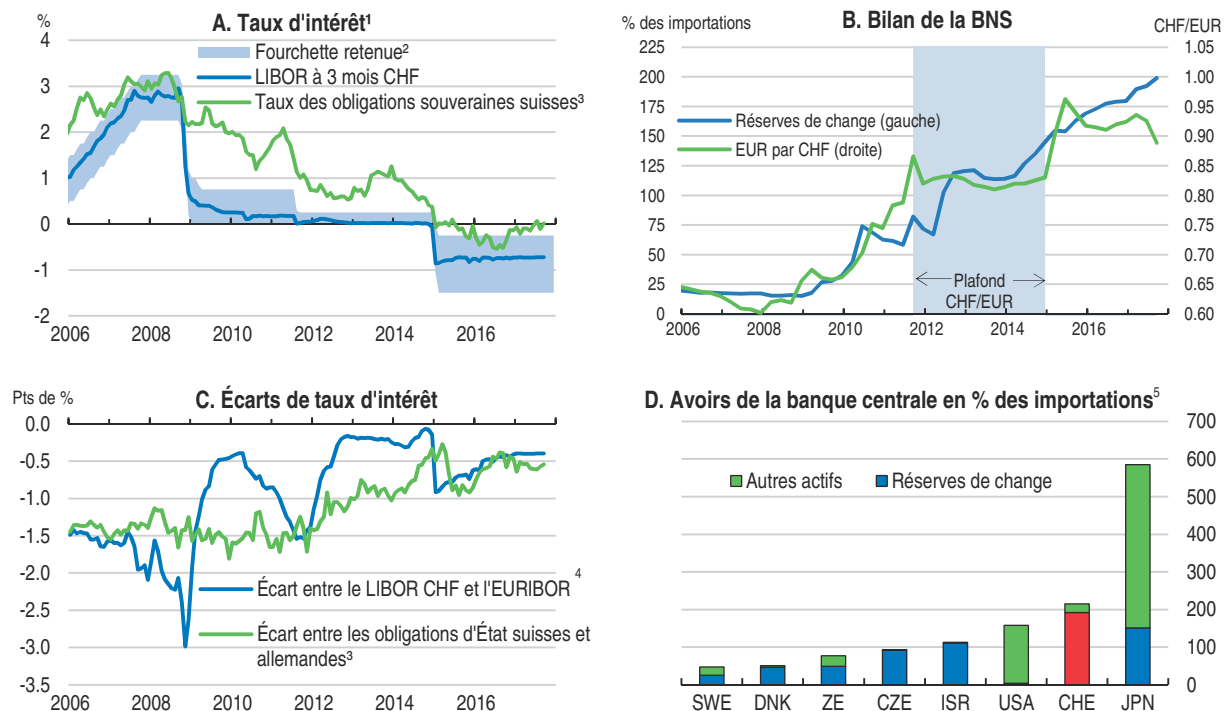 %
A. Taux d'intérêt¹
4
3
2
1
0
-1
-2
Fourchette retenue²
LIBOR à 3 mois CHF
Taux des obligations souveraines suisses³
2006 2008 2010 2012 2014 2016
B. Bilan de la BNS
% des importations
CHF/EUR
225
200
175
150
125
100
75
50
25
0
1.05
1.00
0.95
0.90
0.85
0.80
0.75
0.70
0.65
0.60
Réserves de change (gauche)
EUR par CHF (droite)
Plafond
CHF/EUR
2006 2008 2010 2012 2014 2016
Pts de %
C. Écarts de taux d'intérêt
0.0
-0.5
-1.0
-1.5
-2.0
-2.5
-3.0
-3.5
Écart entre le LIBOR CHF et l'EURIBOR ⁴
Écart entre les obligations d'État suisses et
allemandes³
2006 2008 2010 2012 2014 2016
D. Avoirs de la banque centrale en % des importations⁵
700
600
500
400
300
200
100
0
Autres actifs Réserves de change
SWE DNK ZE CZE ISR USA CHE JPN